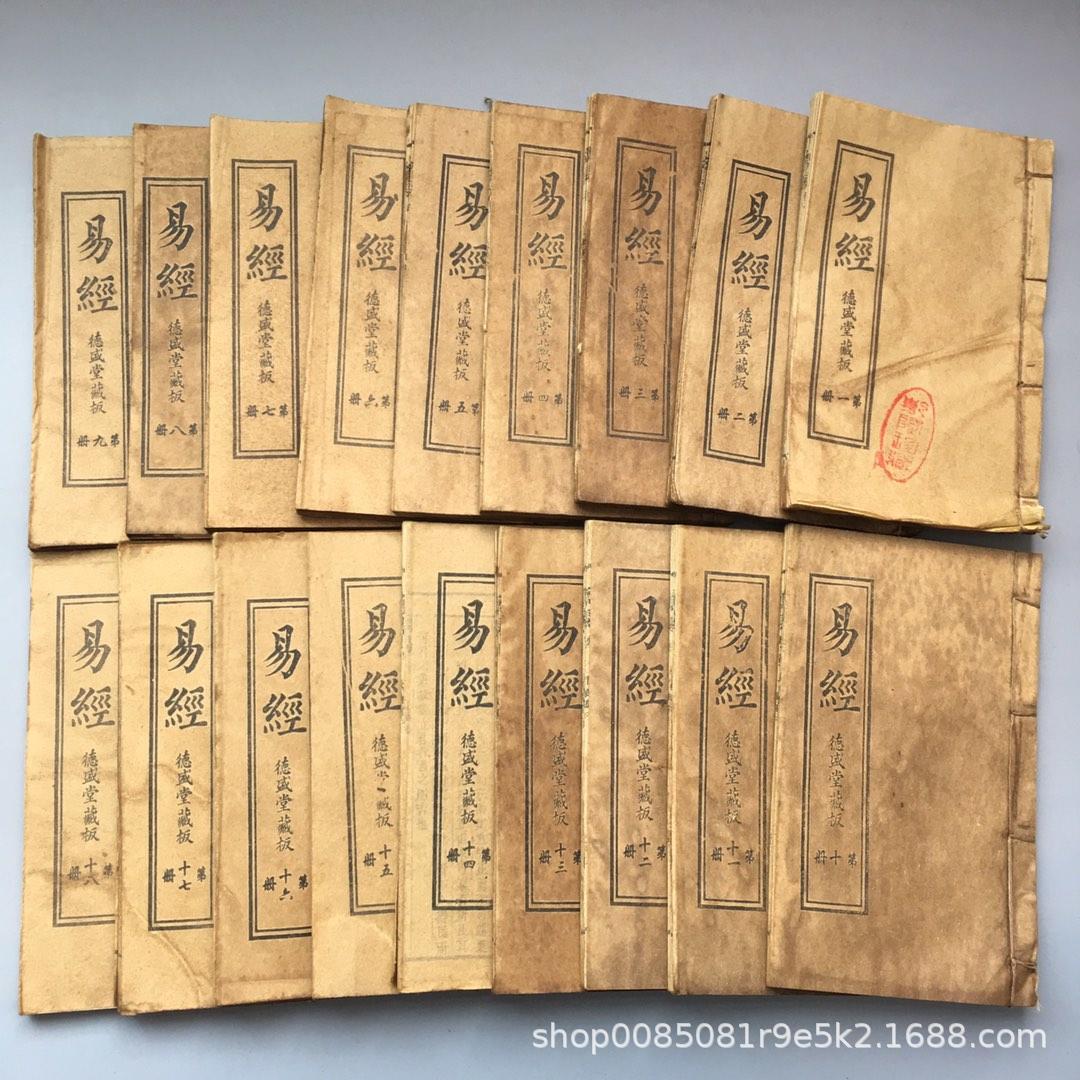 易經
德盛堂藏板
第一冊
易經
德盛堂藏板
第二冊
易經
德盛堂藏板
第三冊
易經
德盛堂藏板
第四冊
易經
德盛堂藏板
第五冊
易經
德盛堂藏板
第六冊
易經
德盛堂藏板
第七冊
易經
德盛堂藏板
第八冊
易經
德盛堂藏板
第九冊
易經
德盛堂藏板
第十冊
易經
德盛堂藏板
第十一冊
易經
德盛堂藏板
第十二冊
易經
德盛堂藏板
第十三冊
易經
德盛堂藏板
第十四冊
易經
德盛堂藏板
第十五冊
易經
德盛堂藏板
第十六冊
易經
德盛堂藏板
第十七冊
易經
德盛堂藏板
第十八冊
shop0085081r9e5k2.1688.com